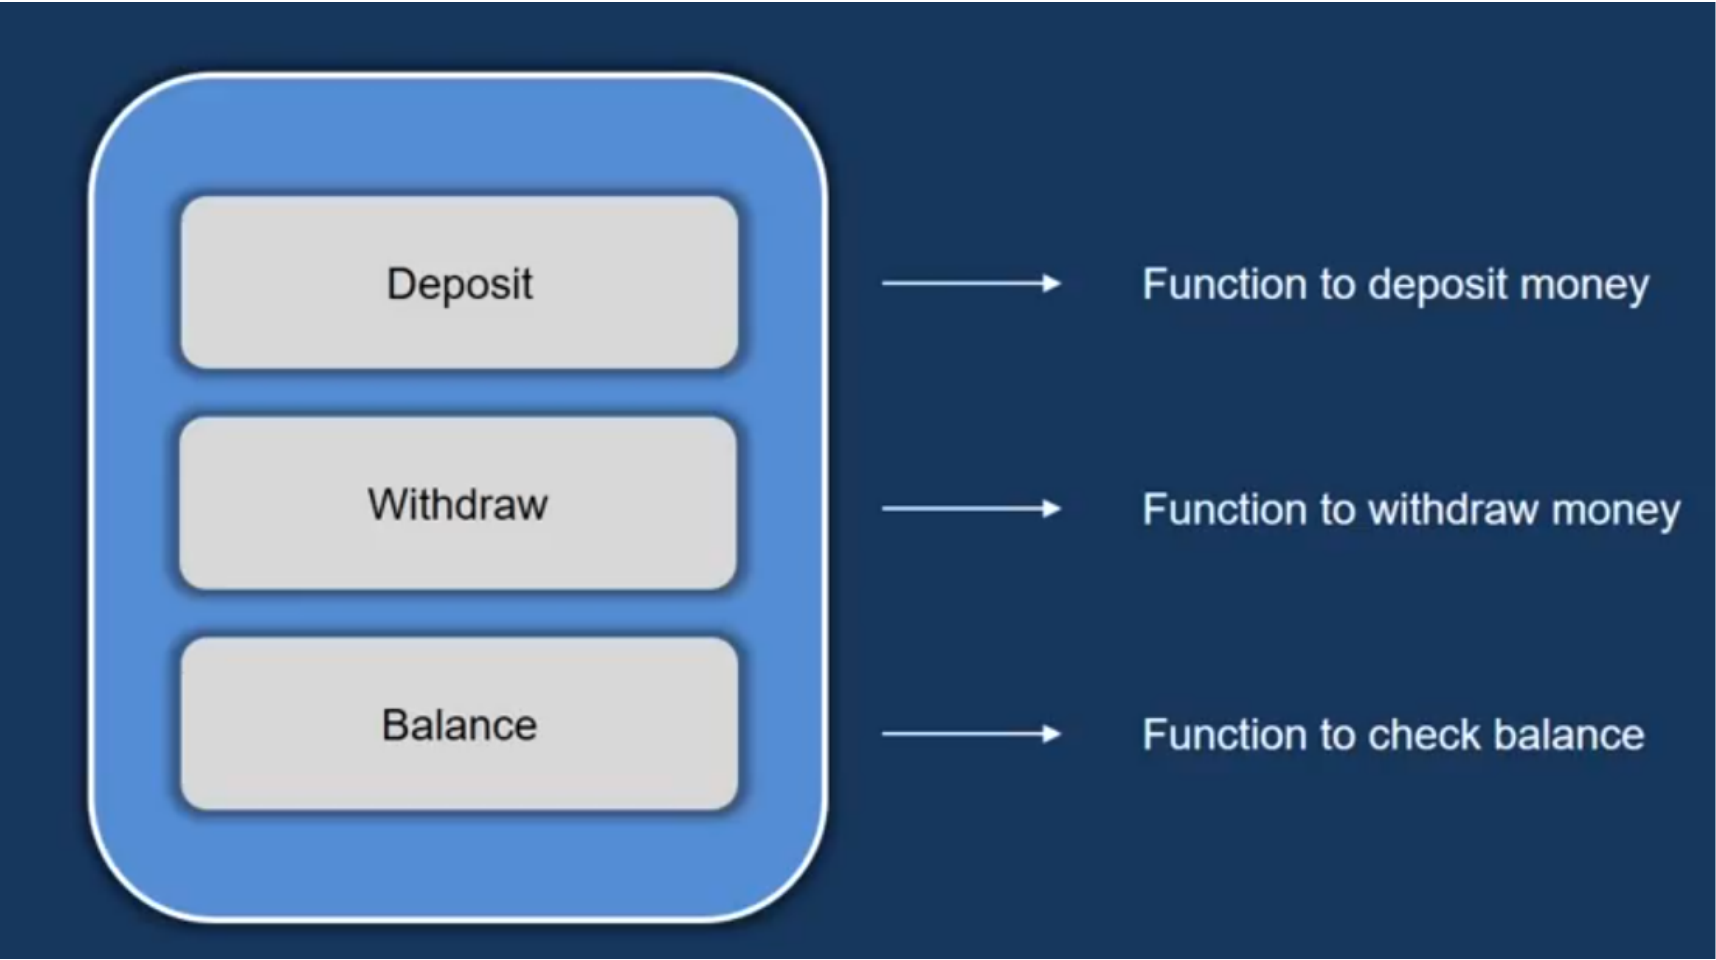 Deposit
Function to deposit money
Withdraw
Function to withdraw money
Balance
Function to check balance